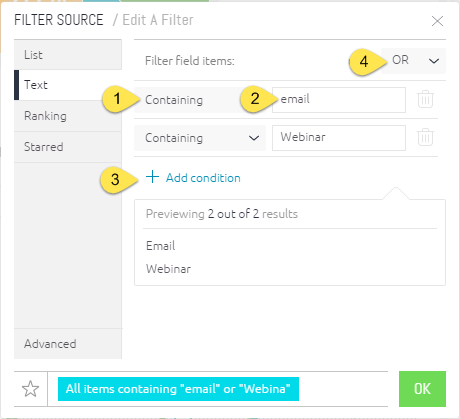 FILTER SOURCE / Edit A Filter
List
Text
Ranking
Starred
Advanced
Filter field items:
4
OR
1
Containing
2
email
Containing
Webinar
3
+ Add condition
Previewing 2 out of 2 results
Email
Webinar
All items containing "email" or "Webina"
OK